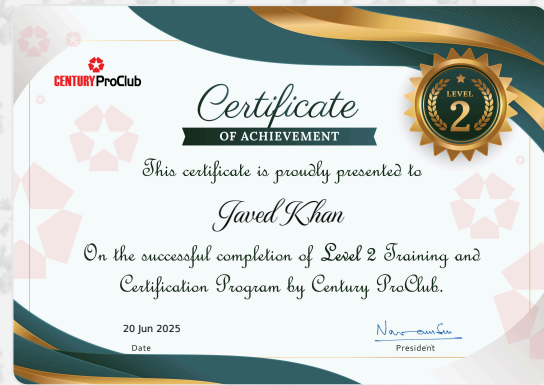 CENTURY ProClub
LEVEL
2
Certificate
OF ACHIEVEMENT
This certificate is proudly presented to
Javed Khan
On the successful completion of Level 2 Training and
Certification Program by Century ProClub.
20 Jun 2025
Date
President